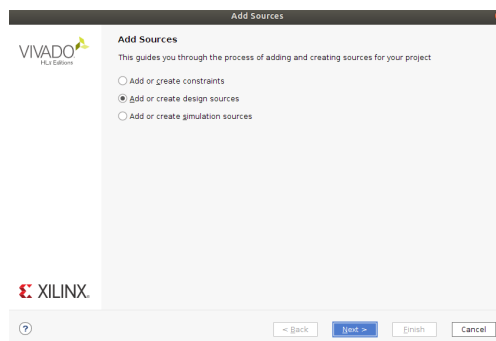 Add Sources
VIVADO
HLx Editions
Add Sources
This guides you through the process of adding and creating sources for your project
Add or create constraints
Add or create design sources
Add or create simulation sources
XILINX.
?
< Back
Next >
Finish
Cancel